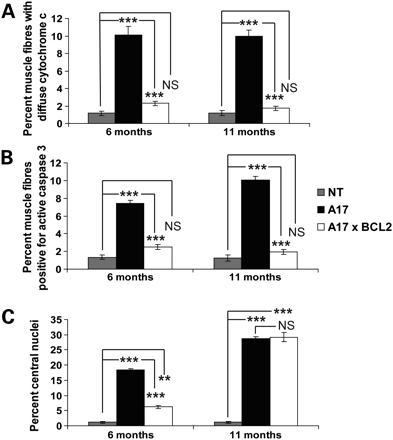 A
Percent muscle fibres with
diffuse cytochrome c
12
10
8
6
4
2
0
***
NS
***
***
NS
***
6 months
11 months
B
Percent muscle fibres
positive for active caspase 3
12
10
8
6
4
2
0
***
NS
***
***
NS
***
6 months
11 months
NT
A17
A17 x BCL2
C
Percent central nuclei
35
30
25
20
15
10
5
0
***
**
***
***
***
NS
6 months
11 months